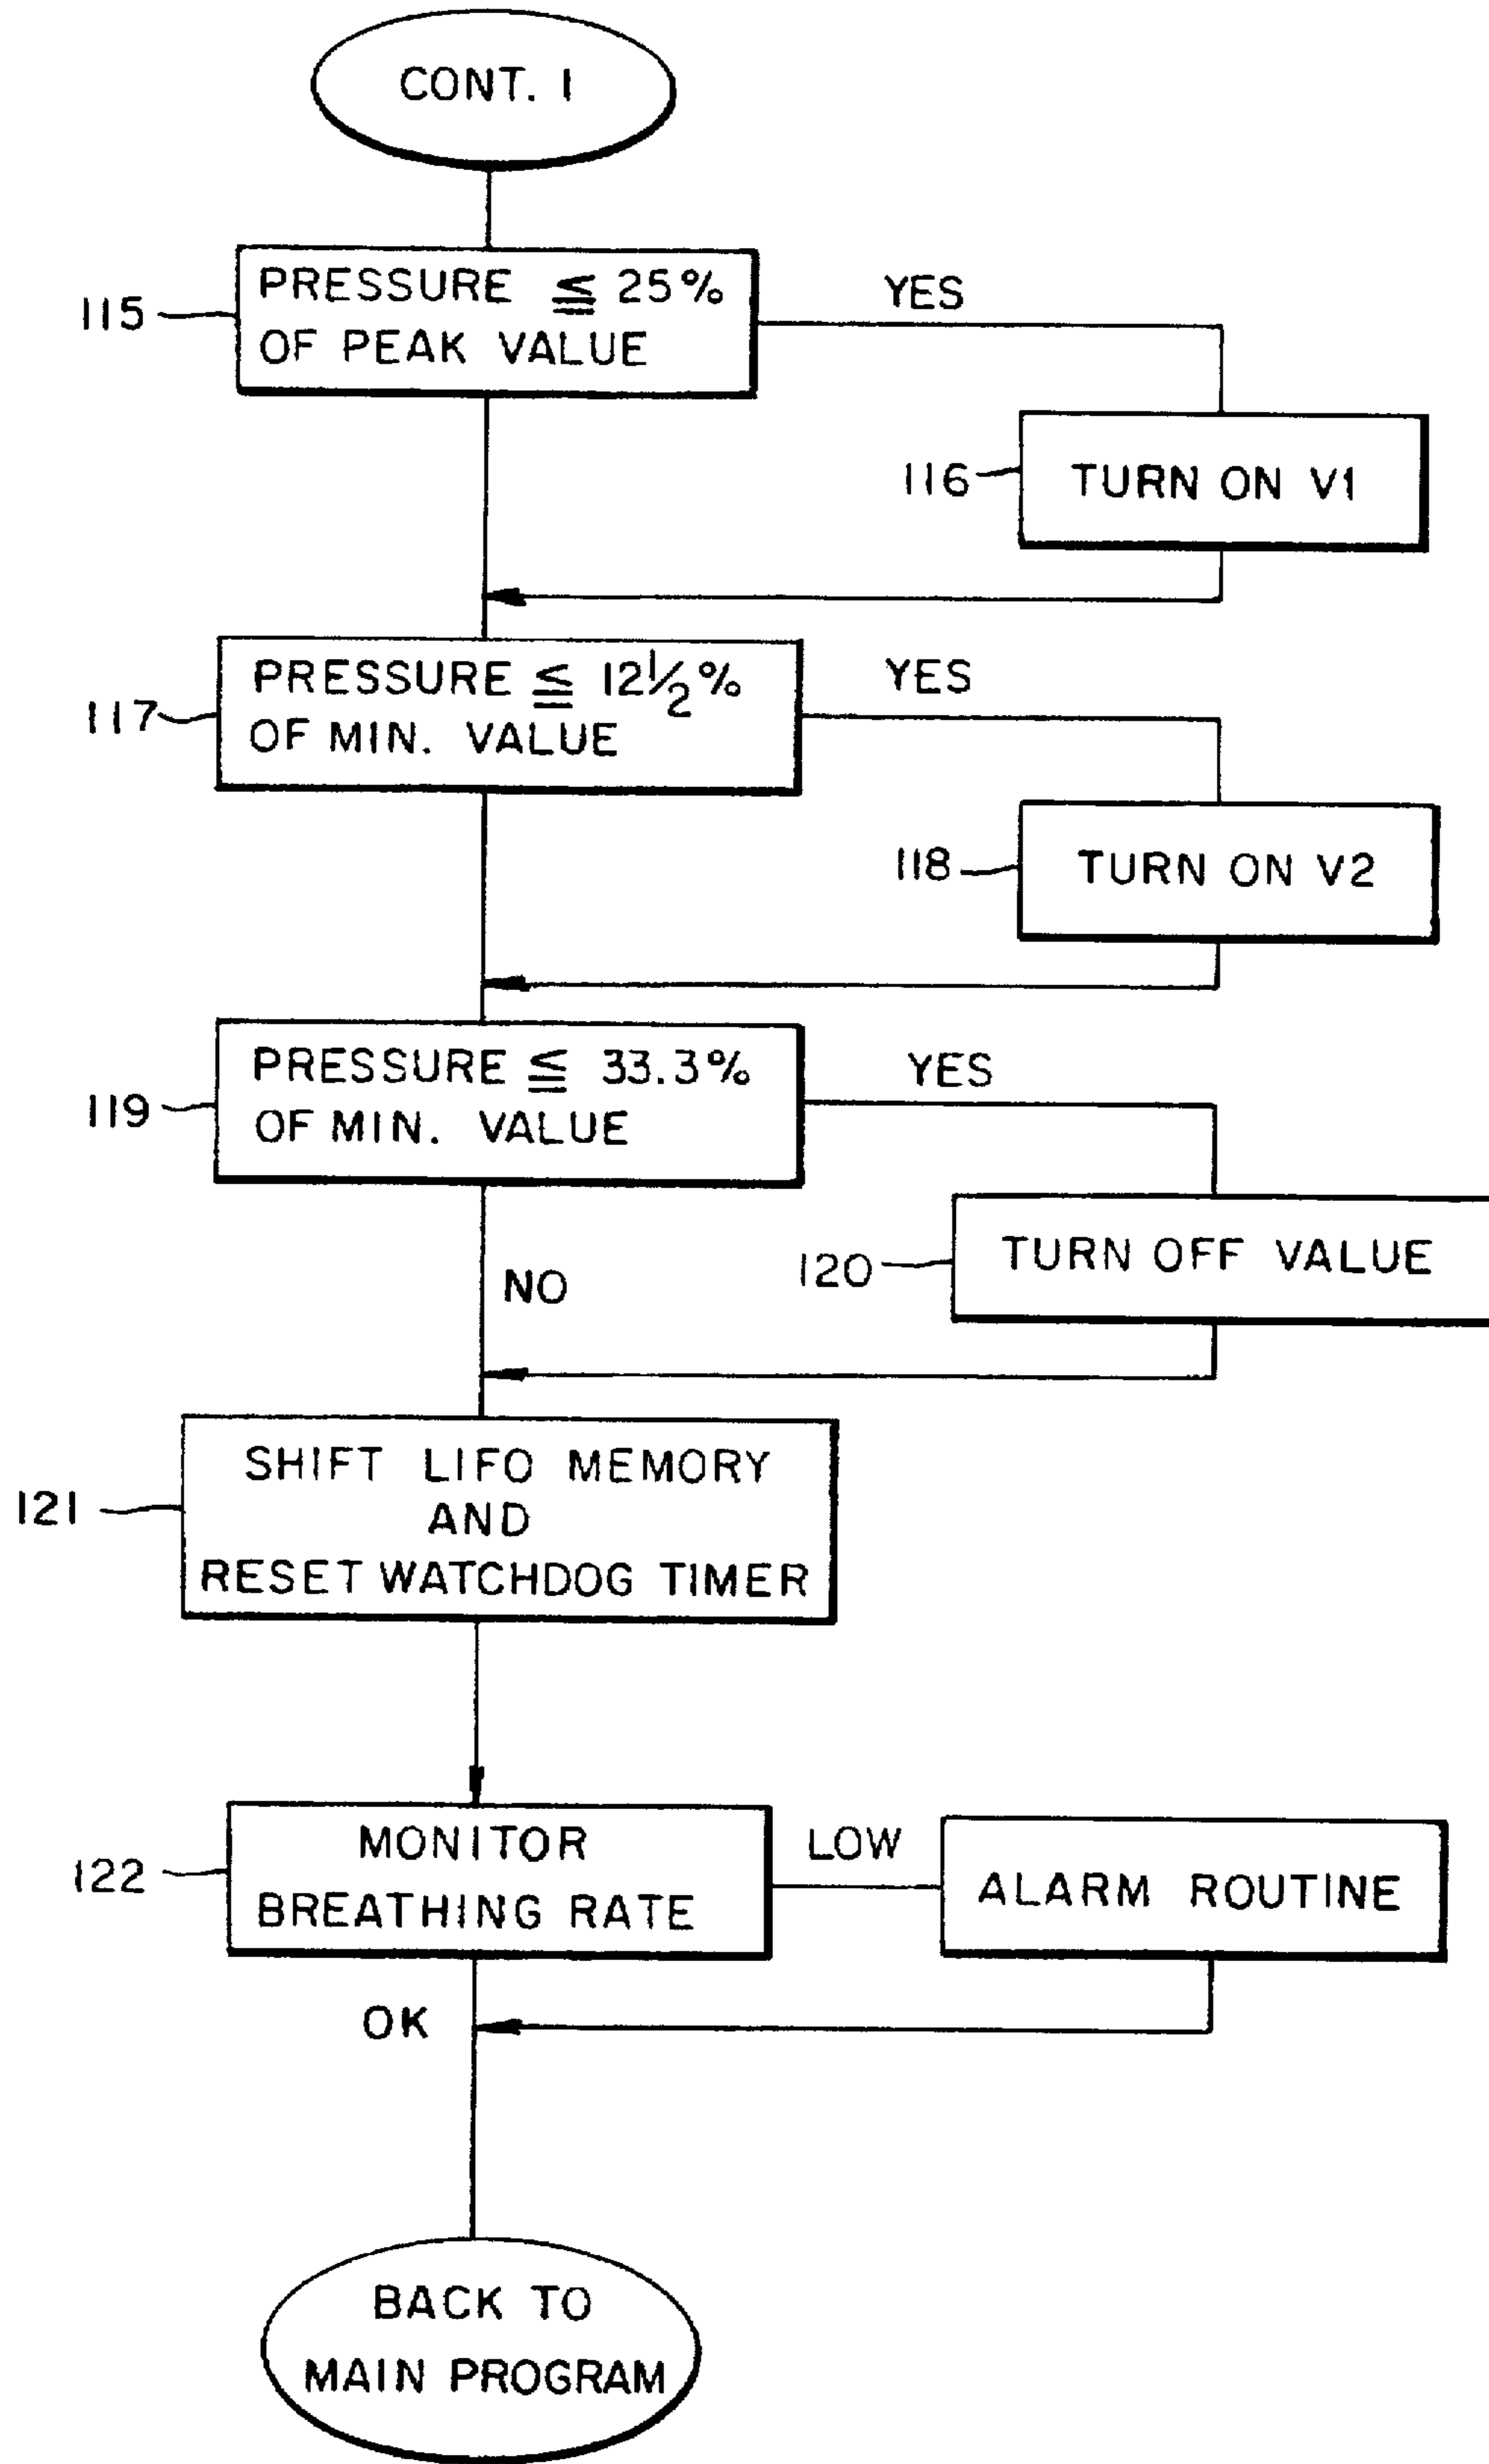 CONT. 1
PRESSURE ≦ 25%
OF PEAK VALUE
115
YES
116
TURN ON V1
PRESSURE ≦ 12½%
OF MIN. VALUE
117
YES
118
TURN ON V2
PRESSURE ≦ 33.3%
OF MIN. VALUE
119
YES
NO
120
TURN OFF VALUE
SHIFT LIFO MEMORY
AND
RESET WATCHDOG TIMER
121
MONITOR
BREATHING RATE
122
LOW
ALARM ROUTINE
OK
BACK TO
MAIN PROGRAM